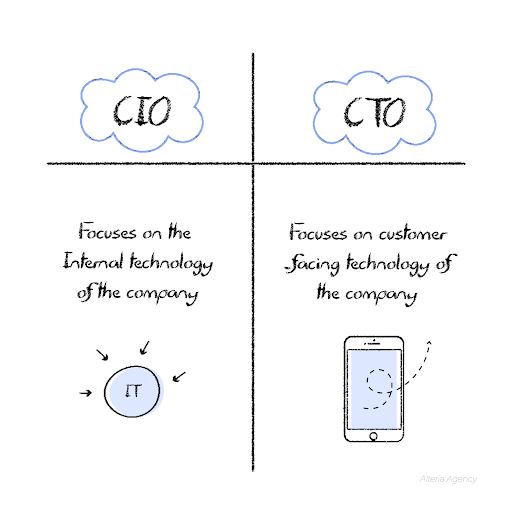 CIO
CTO
Focuses on the
Internal technology
of the company
Focuses on customer
-facing technology of
the company
IT
Alteria Agency